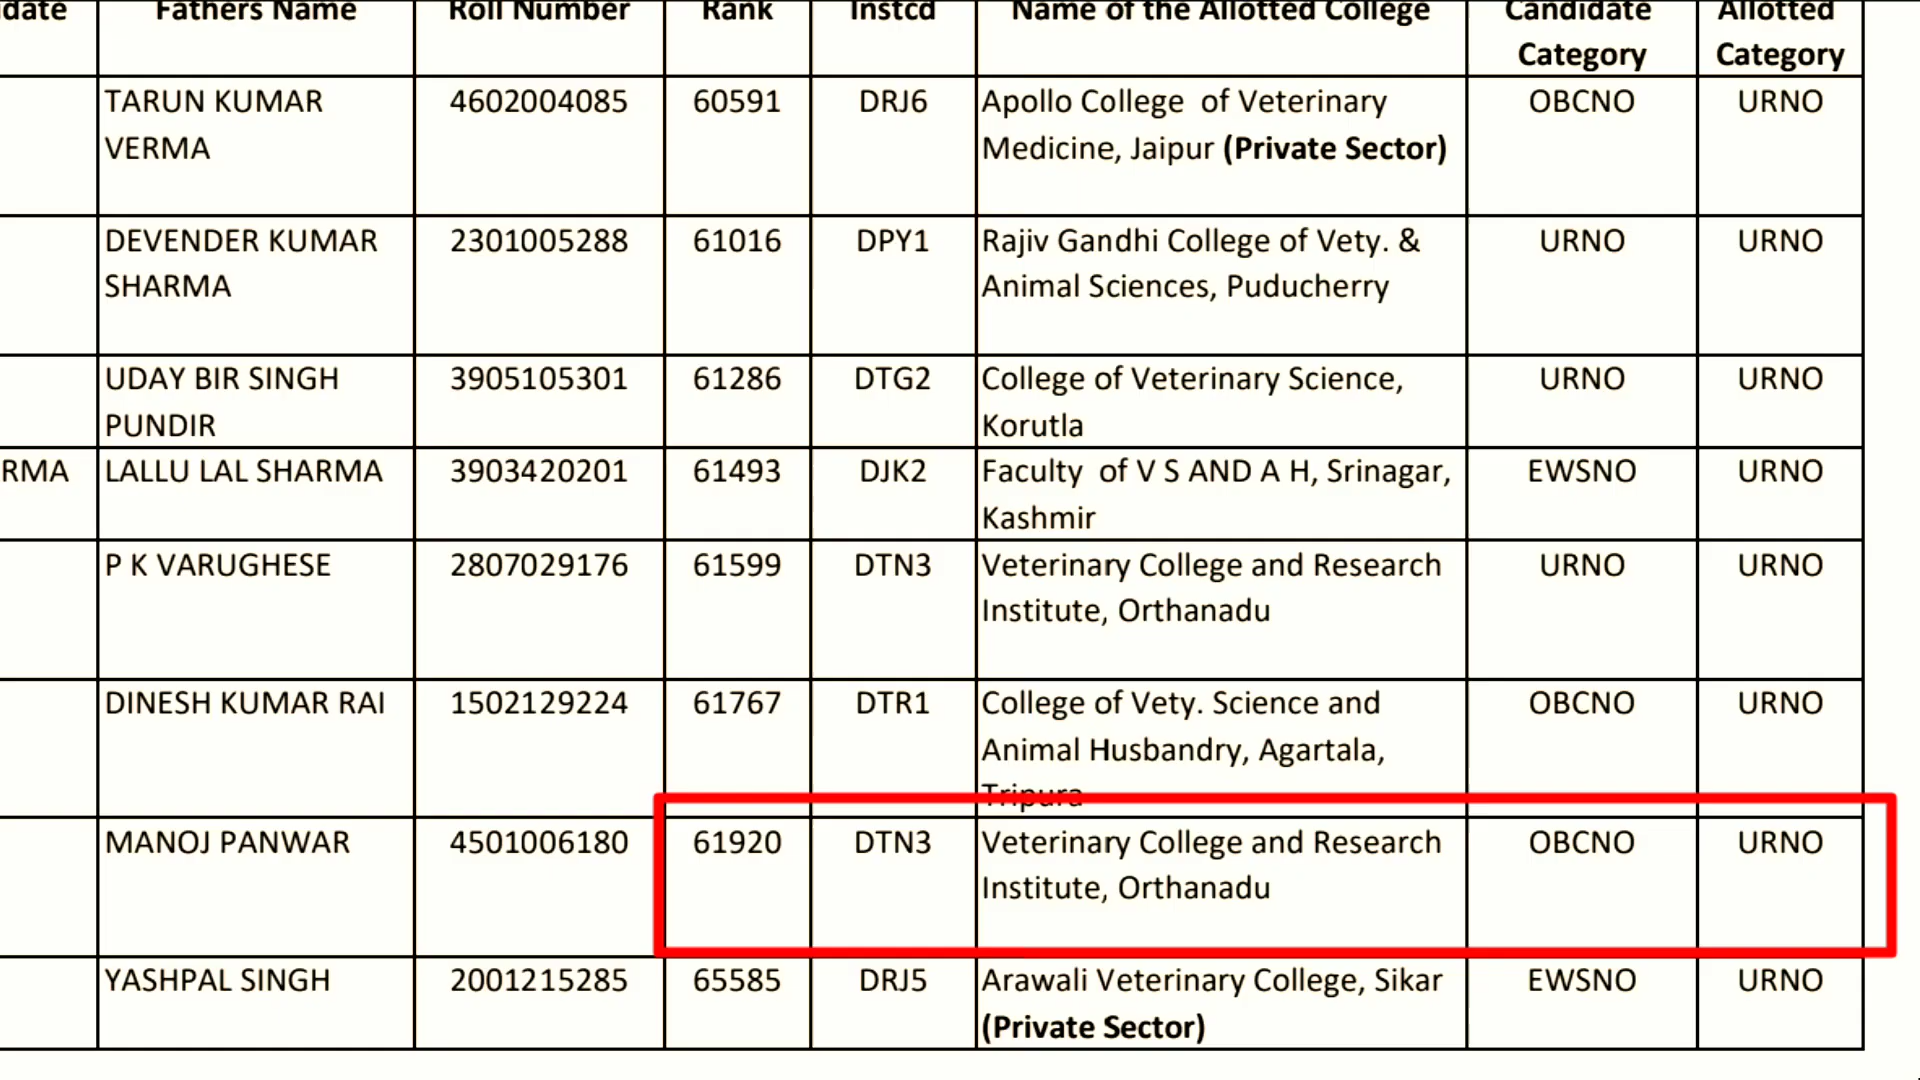 date Fathers Name Roll Number Rank Instcd Name of the Allotted College Candidate Allotted
Category Category
TARUN KUMAR 4602004085 60591 DRJ6 Apollo College of Veterinary OBCNO URNO
VERMA Medicine, Jaipur (Private Sector)
DEVENDER KUMAR 2301005288 61016 DPY1 Rajiv Gandhi College of Vety. & URNO URNO
SHARMA Animal Sciences, Puducherry
UDAY BIR SINGH 3905105301 61286 DTG2 College of Veterinary Science, URNO URNO
PUNDIR Korutla
RMA LALLU LAL SHARMA 3903420201 61493 DJK2 Faculty of V S AND A H, Srinagar, EWSNO URNO
Kashmir
P K VARUGHESE 2807029176 61599 DTN3 Veterinary College and Research URNO URNO
Institute, Orthanadu
DINESH KUMAR RAI 1502129224 61767 DTR1 College of Vety. Science and OBCNO URNO
Animal Husbandry, Agartala,
Tripura
MANOJ PANWAR 4501006180 61920 DTN3 Veterinary College and Research OBCNO URNO
Institute, Orthanadu
YASHPAL SINGH 2001215285 65585 DRJ5 Arawali Veterinary College, Sikar EWSNO URNO
(Private Sector)